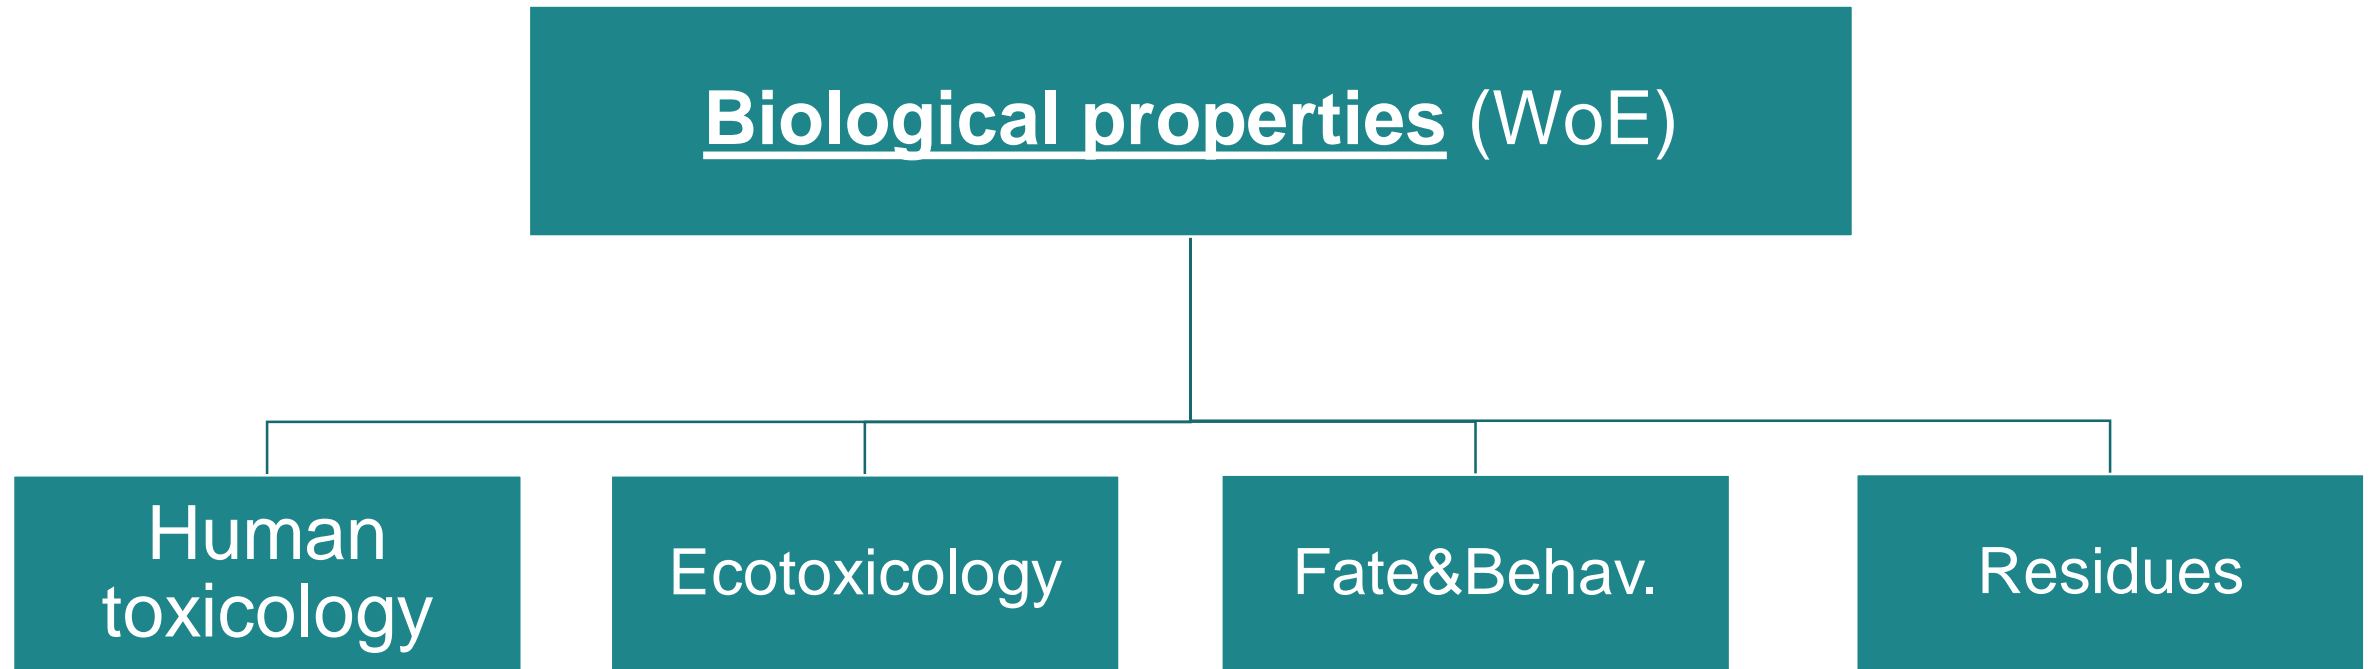 Biological properties (WoE)
Human
toxicology
Ecotoxicology
Fate&Behav.
Residues